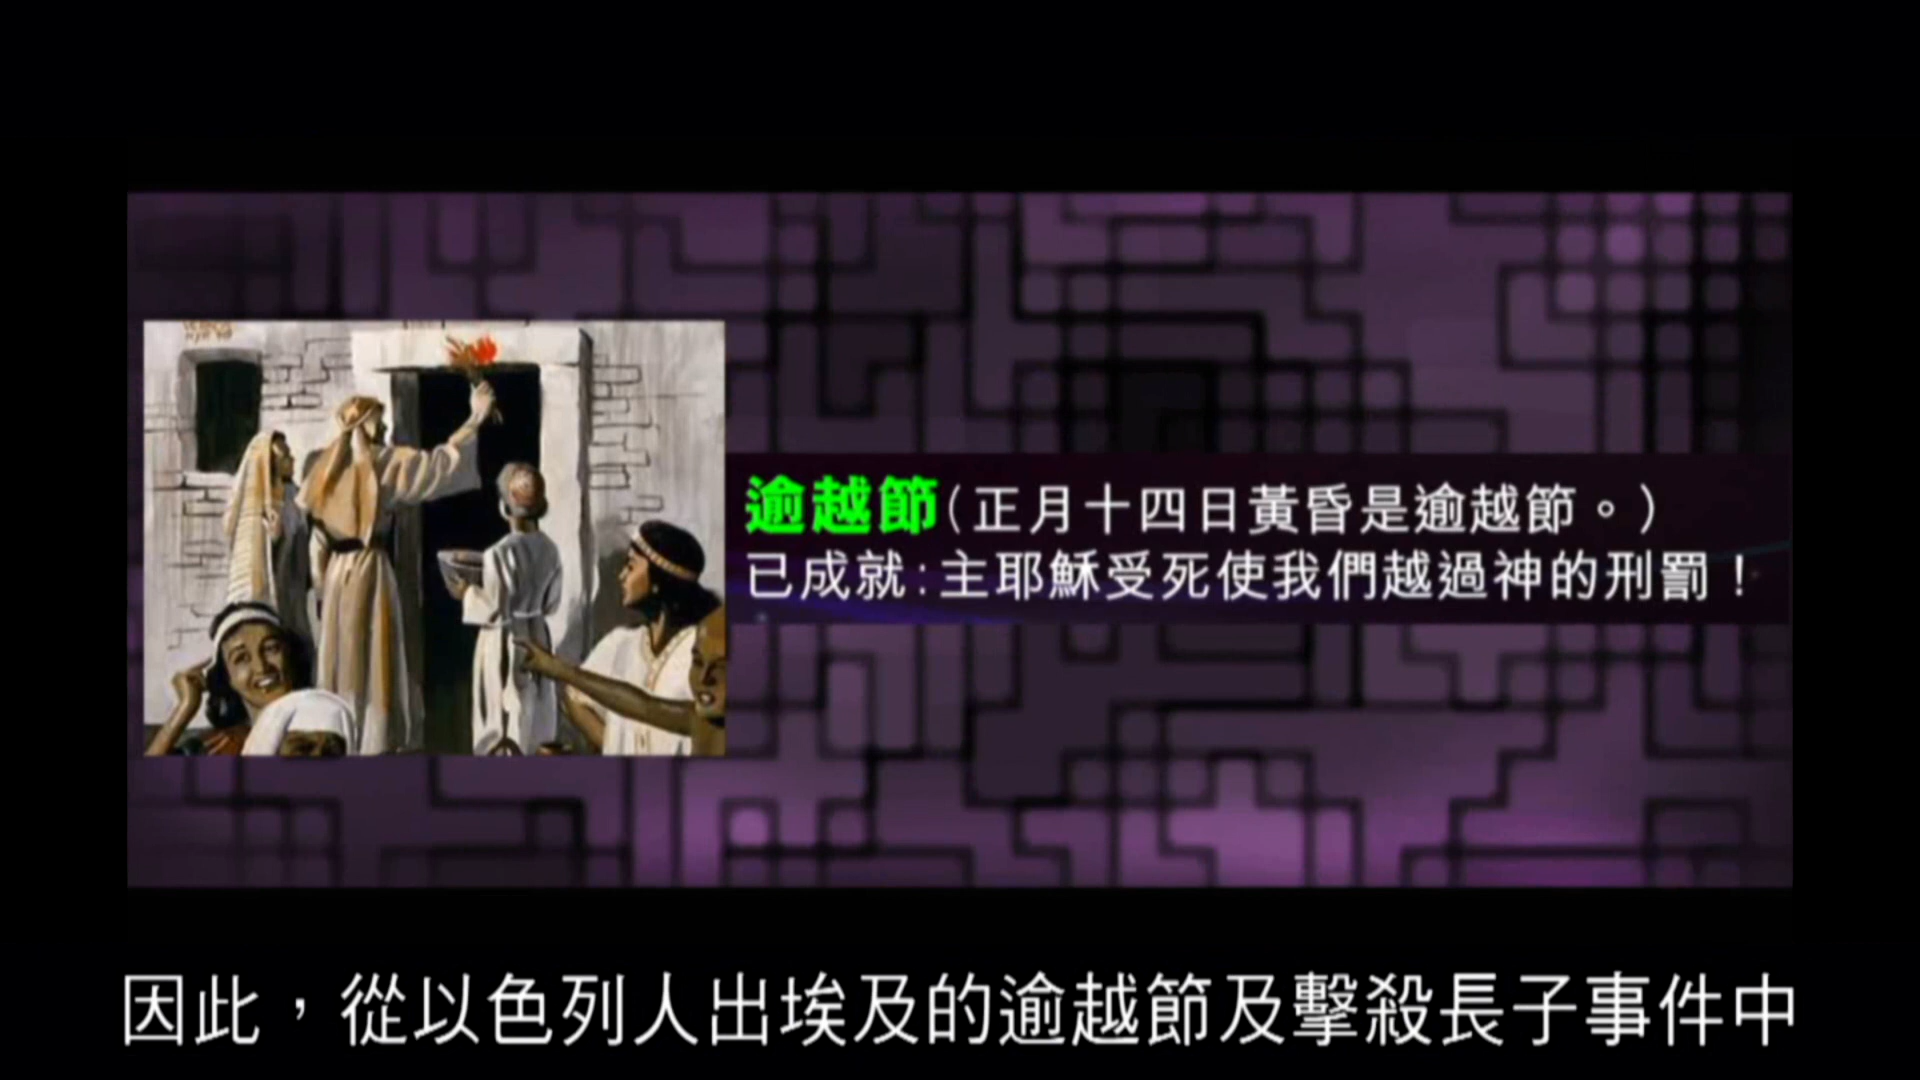 逾越節(正月十四日黃昏是逾越節。)
已成就:主耶穌受死使我們越過神的刑罰！
因此，從以色列人出埃及的逾越節及擊殺長子事件中